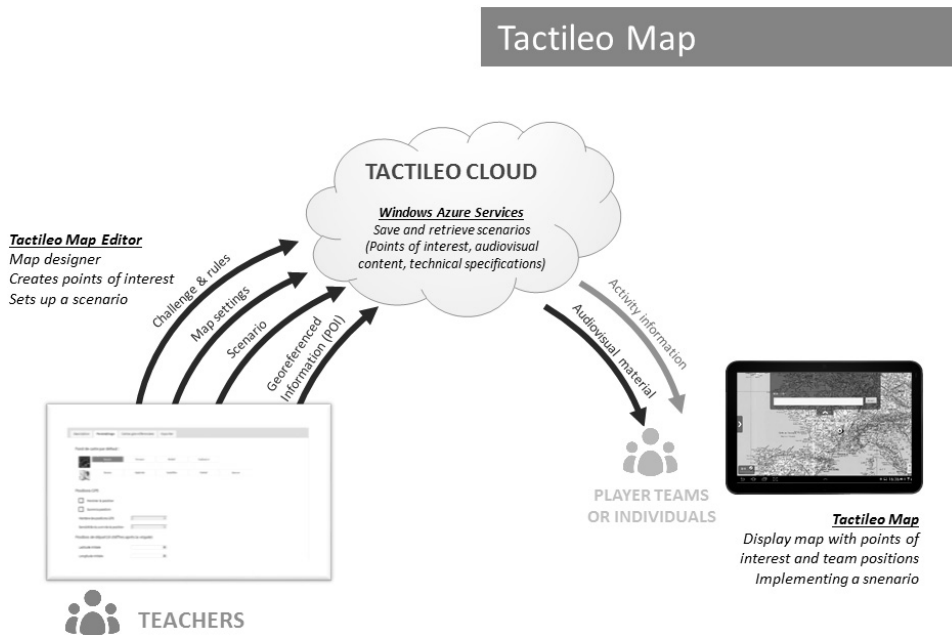 Tactileo Map
TACTILEO CLOUD
Windows Azure Services
Save and retrieve scenarios
(Points of interest, audiovisual
content, technical specifications)
Tactileo Map Editor
Map designer
Creates points of interest
Sets up a scenario
Challenge & rules
Map settings
Scenario
Georeferenced
Information (POI)
Activity information
Audiovisual material
PLAYER TEAMS
OR INDIVIDUALS
Tactileo Map
Display map with points of
interest and team positions
Implementing a snenario
TEACHERS